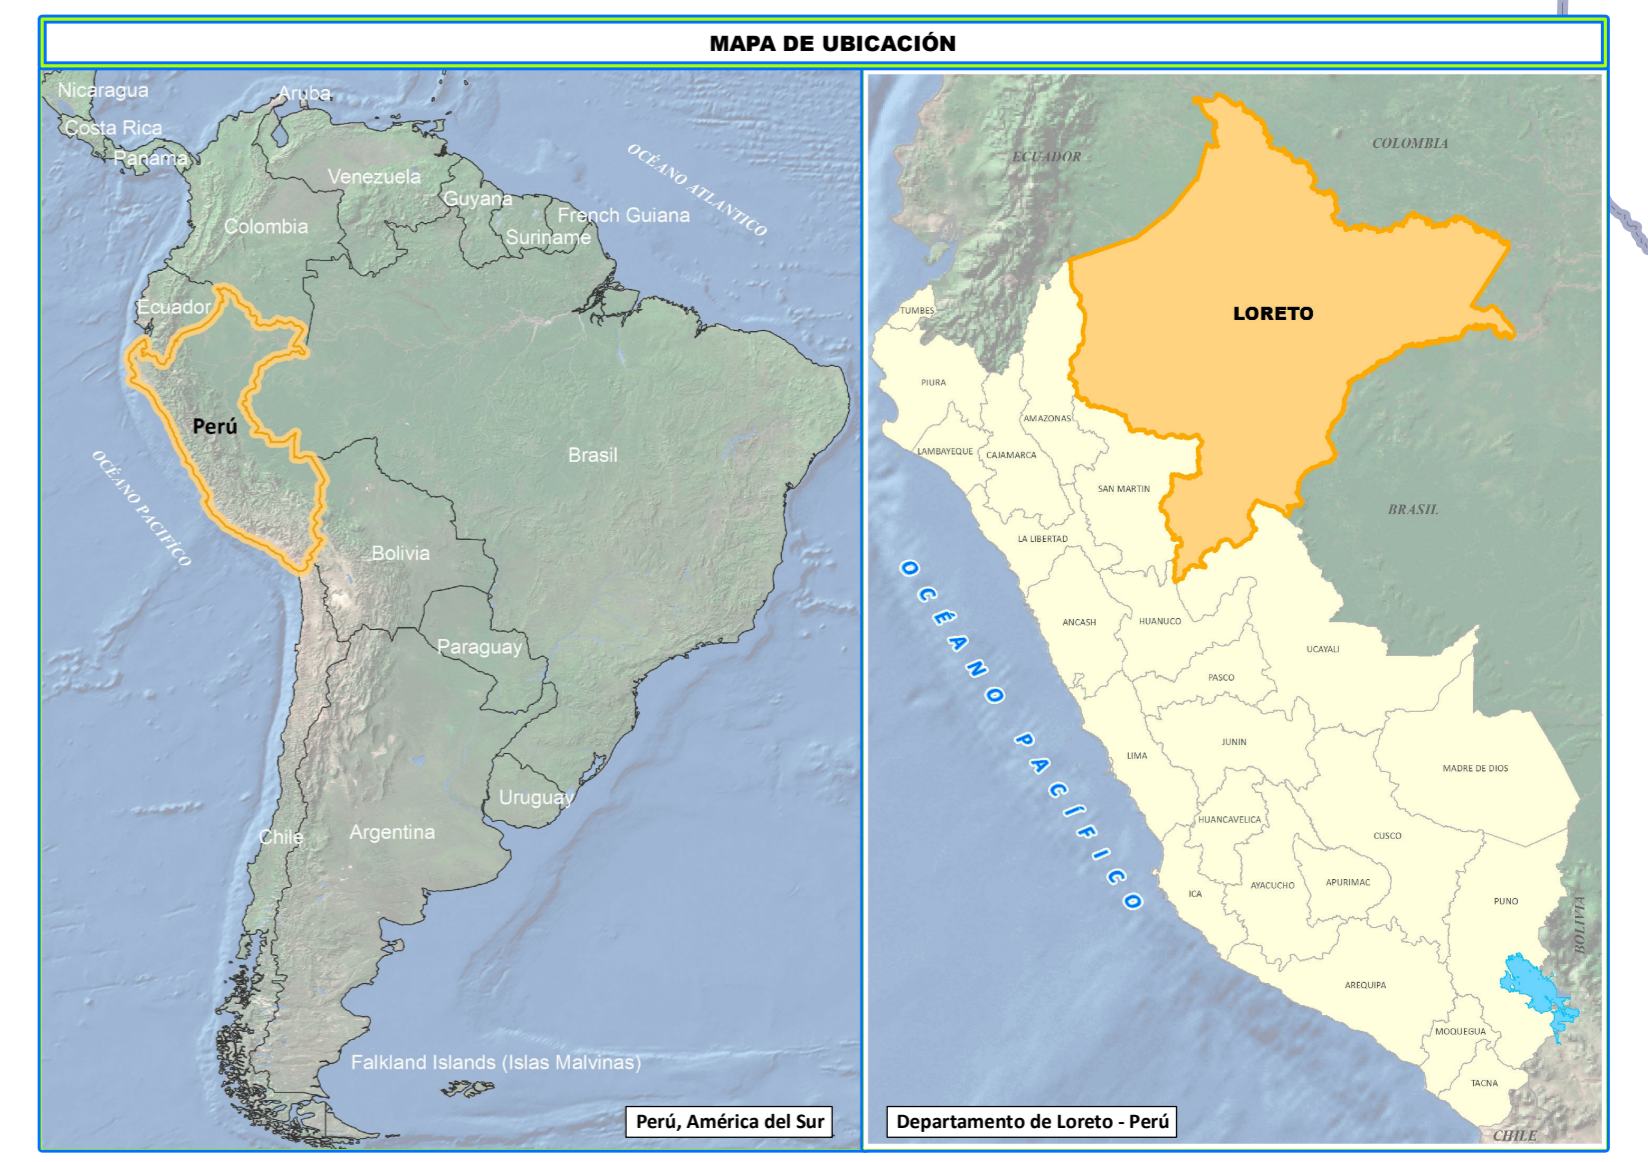 MAPA DE UBICACIÓN
Nicaragua
Aruba
Costa Rica
Panama
Venezuela
Guyana
French Guiana
Suriname
Colombia
OCÉANO ATLANTICO
Ecuador
Perú
Brasil
OCÉANO PACIFÍCO
Bolivia
Paraguay
Uruguay
Chile
Argentina
Falkland Islands (Islas Malvinas)
Perú, América del Sur
ECUADOR
COLOMBIA
LORETO
TUMBES
PIURA
AMAZONAS
LAMBAYEQUE
CAJAMARCA
SAN MARTIN
BRASIL
LA LIBERTAD
ANCASH
HUANUCO
UCAYALI
PASCO
OCÉANO PACÍFICO
LIMA
JUNIN
MADRE DE DIOS
HUANCAVELICA
CUSCO
ICA
AYACUCHO
APURIMAC
PUNO
BOLIVIA
AREQUIPA
MOQUEGUA
TACNA
CHILE
Departamento de Loreto - Perú